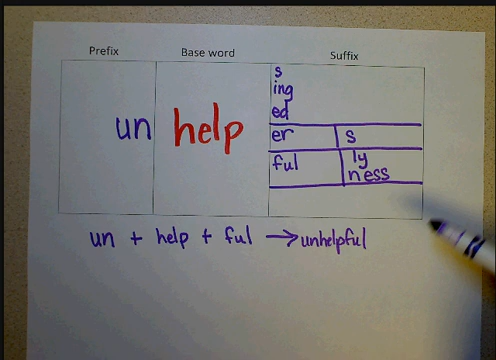 Prefix Base word Suffix
s
ing
ed
un help er s
ful ly
ness
un + help + ful → unhelpful